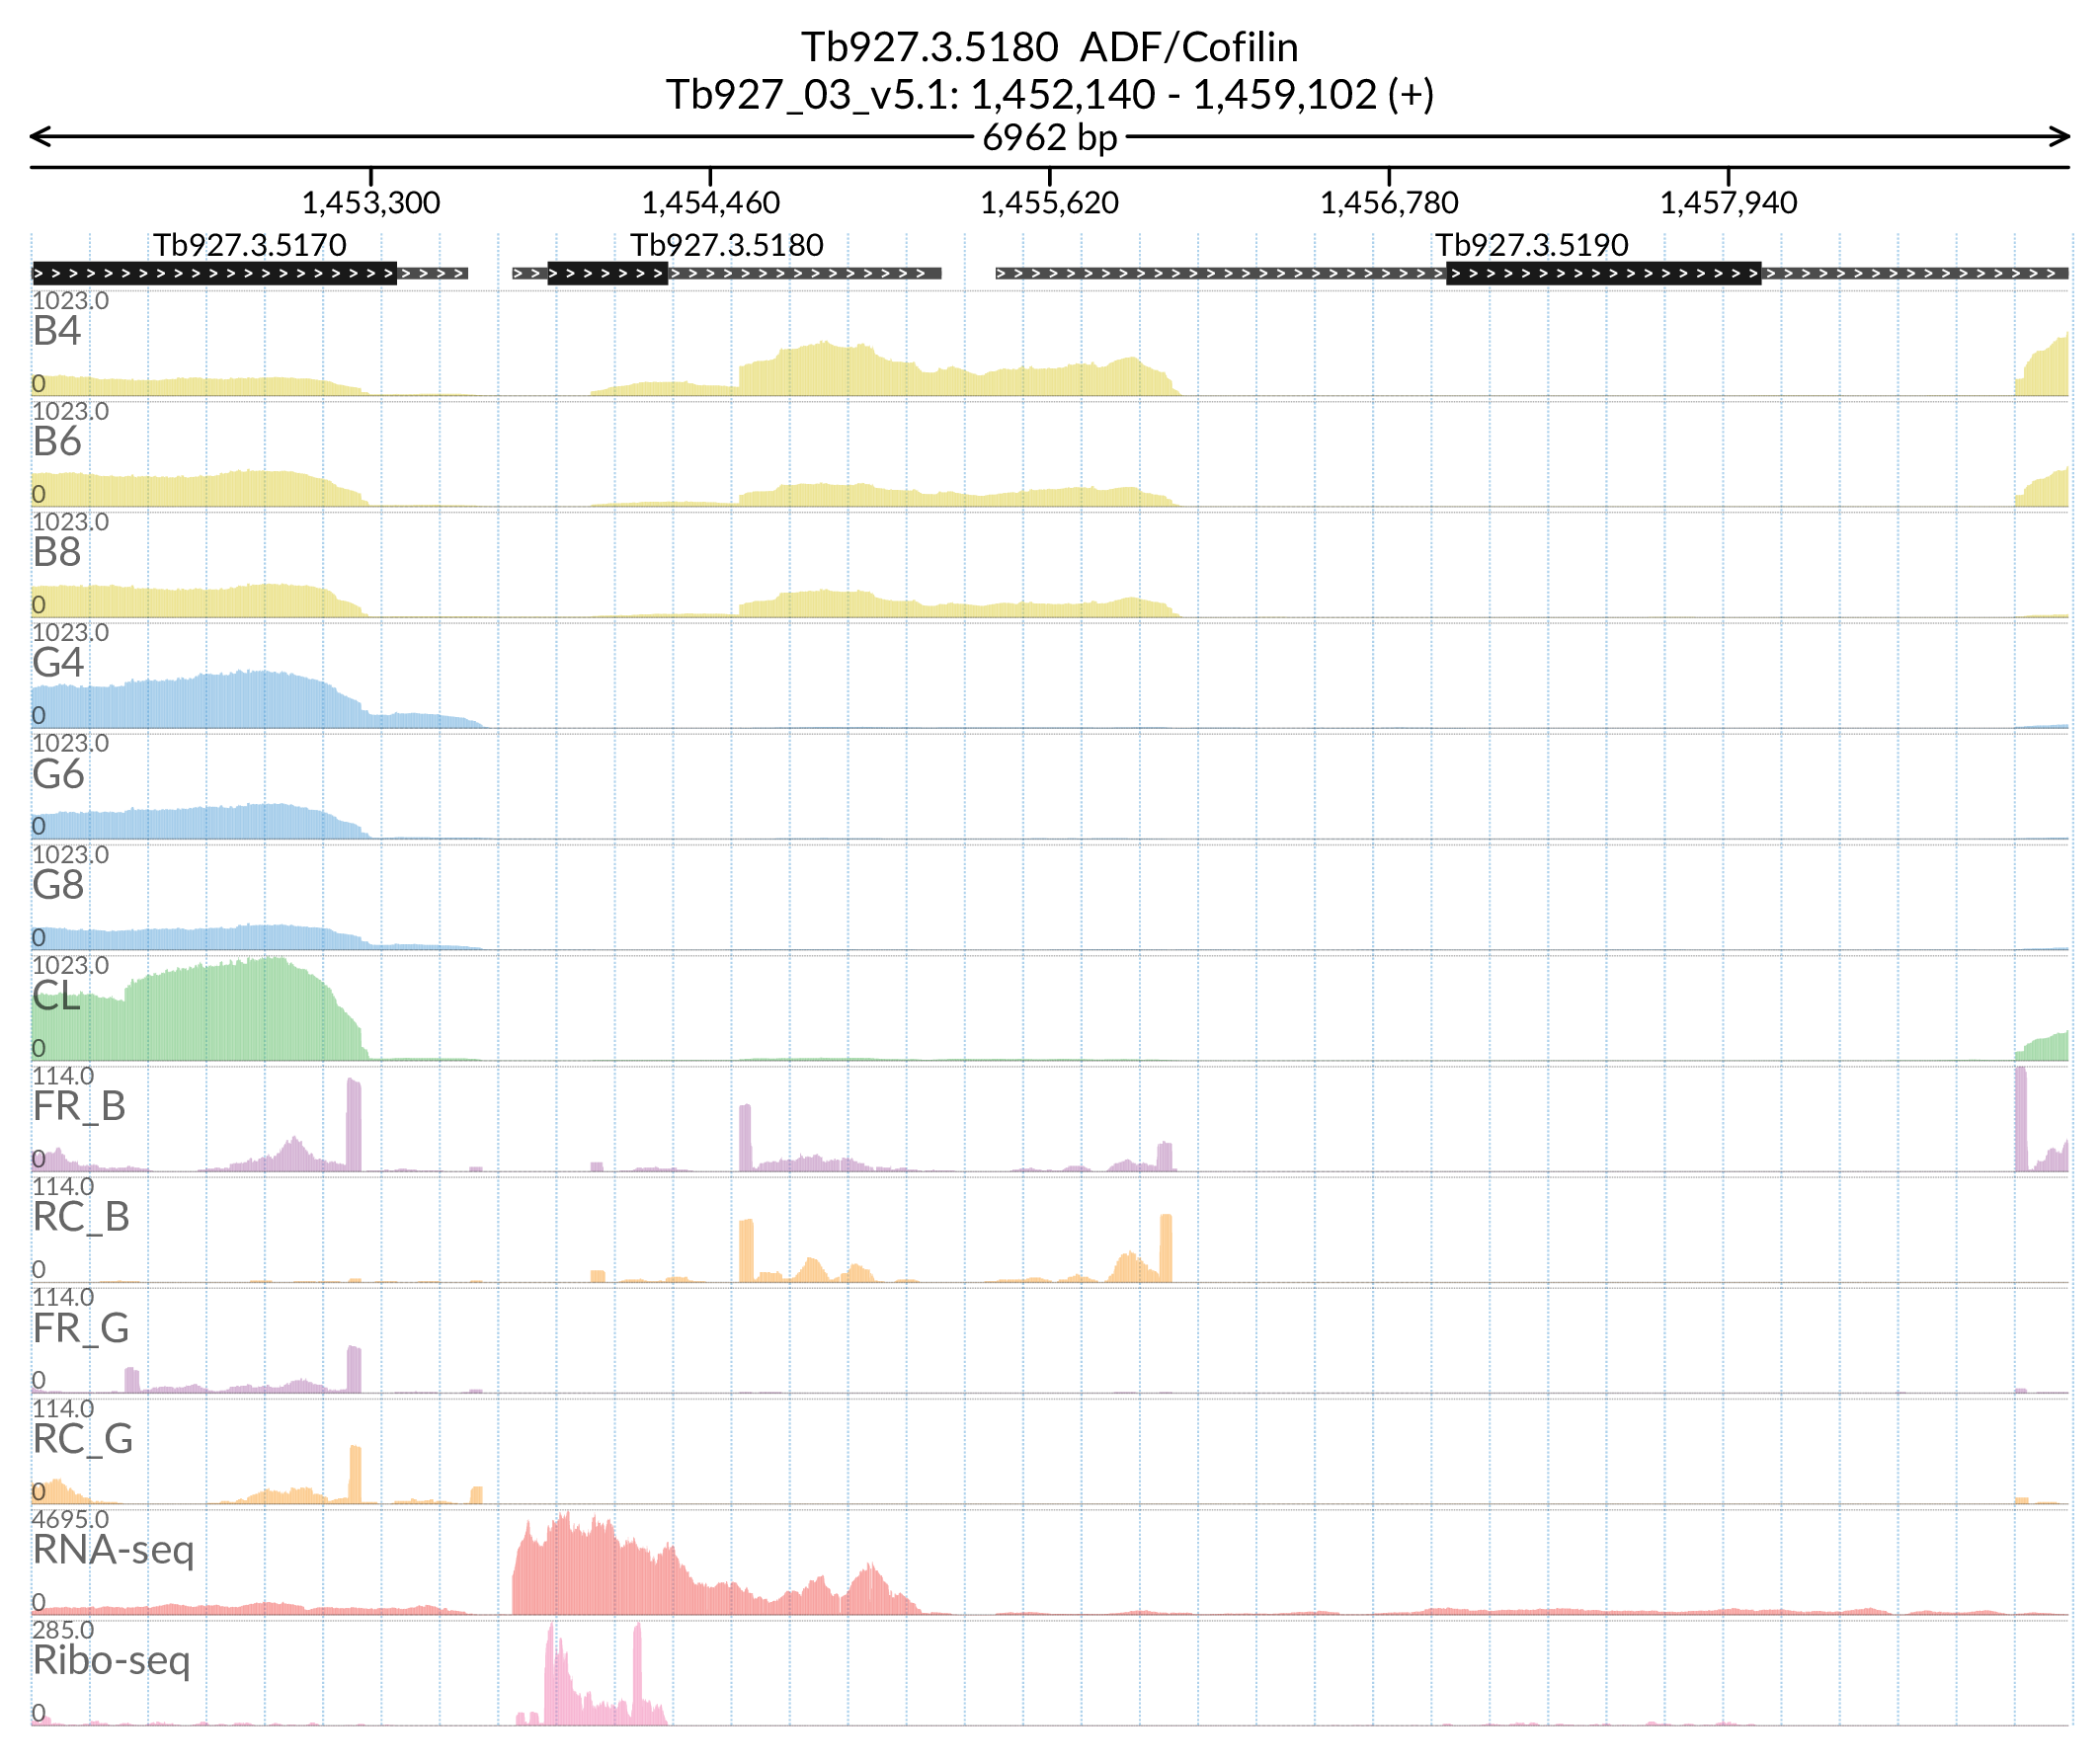 Tb927.3.5180 ADF/Cofilin
Tb927_03_v5.1: 1,452,140 - 1,459,102 (+)
6962 bp
1,453,300 1,454,460 1,455,620 1,456,780 1,457,940
Tb927.3.5170 Tb927.3.5180 Tb927.3.5190
1023.0
B4
0
1023.0
B6
0
1023.0
B8
0
1023.0
G4
0
1023.0
G6
0
1023.0
G8
0
1023.0
CL
0
114.0
FR_B
0
114.0
RC_B
0
114.0
FR_G
0
114.0
RC_G
0
4695.0
RNA-seq
0
285.0
Ribo-seq
0